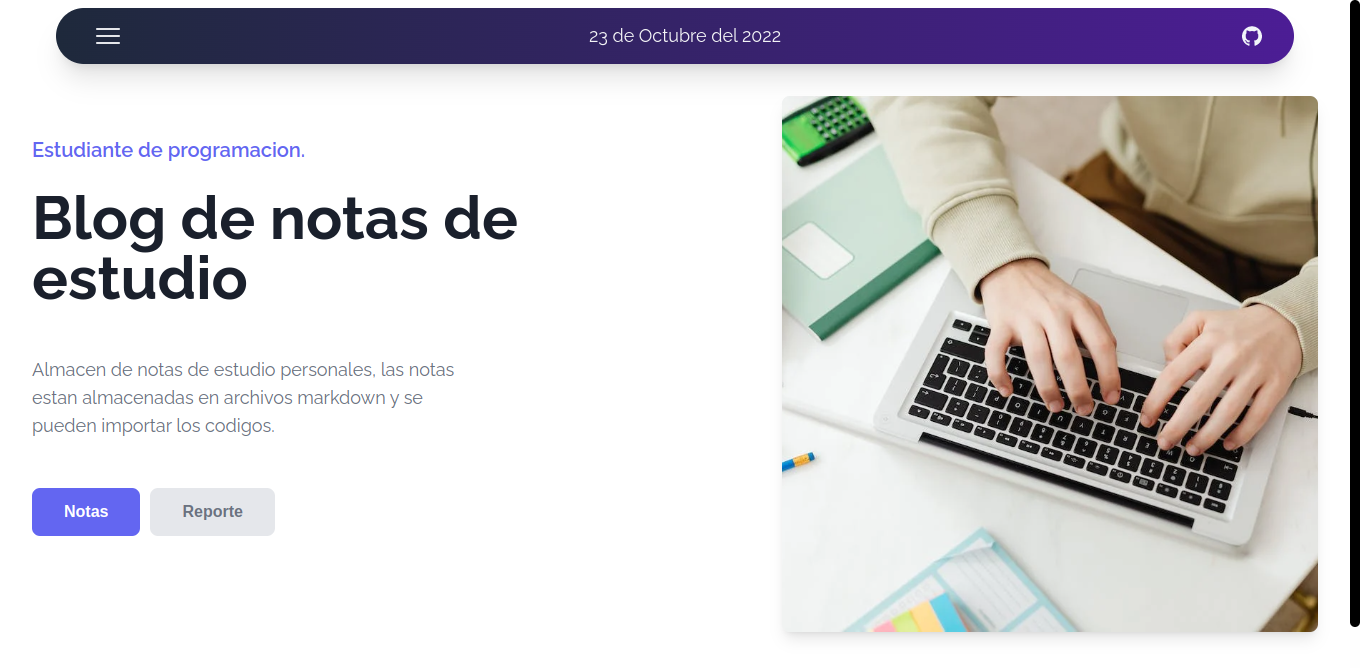 23 de Octubre del 2022
Estudiante de programacion.
Blog de notas de
estudio
Almacen de notas de estudio personales, las notas
estan almacenadas en archivos markdown y se
pueden importar los codigos.
Notas
Reporte